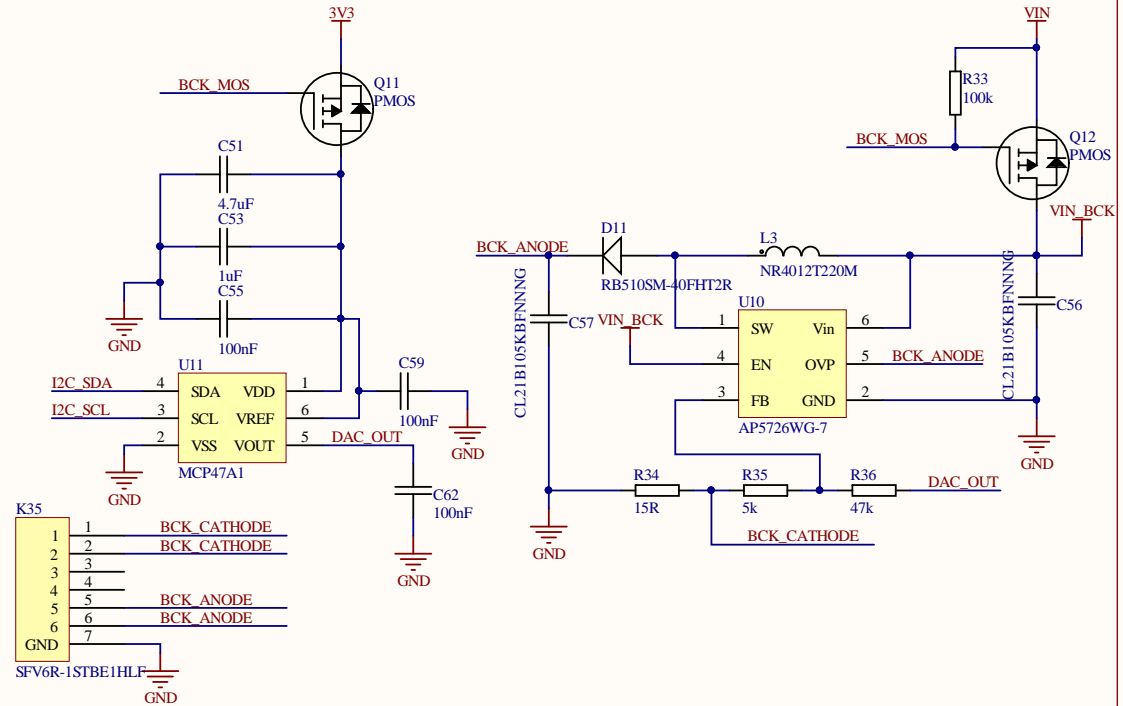 3V3
BCK_MOS
Q11
PMOS
C51
4.7uF
C53
1uF
C55
100nF
GND
U11
I2C_SDA
4
SDA
VDD
1
I2C_SCL
3
SCL
VREF
6
2
VSS
VOUT
5
DAC_OUT
MCP47A1
GND
C59
100nF
GND
C62
100nF
GND
K35
1
1
BCK_CATHODE
2
2
BCK_CATHODE
3
3
4
4
5
5
BCK_ANODE
6
6
BCK_ANODE
GND
7
SFV6R-1STBE1HLF
GND
VIN
R33
100k
BCK_MOS
Q12
PMOS
VIN_BCK
BCK_ANODE
D11
RB510SM-40FHT2R
L3
NR4012T220M
CL21B105KBFNNNG
C57
VIN_BCK
U10
1
SW
Vin
6
4
EN
OVP
5
BCK_ANODE
3
FB
GND
2
AP5726WG-7
CL21B105KBFNNNG
C56
GND
R34
15R
R35
5k
R36
47k
DAC_OUT
BCK_CATHODE
GND